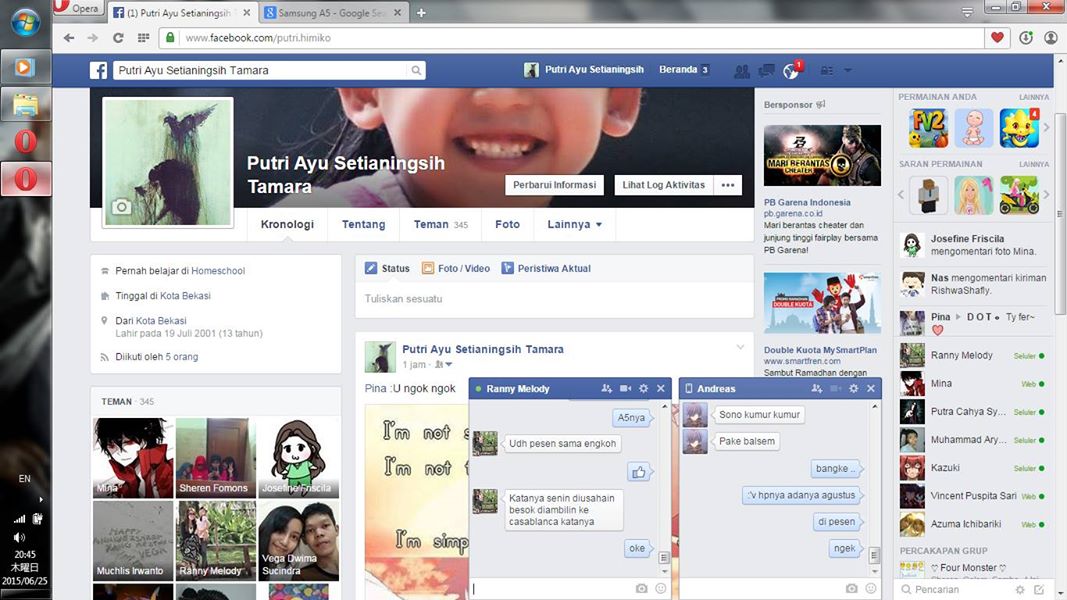 Opera
(1) Putri Ayu Setianingsih
Samsung A5 - Google Sea
www.facebook.com/putri.himiko
Putri Ayu Setianingsih Tamara
Putri Ayu Setianingsih
Beranda 3
1
Putri Ayu Setianingsih
Tamara
Perbarui Informasi
Lihat Log Aktivitas
Kronologi
Tentang
Teman 345
Foto
Lainnya
Pernah belajar di Homeschool
Tinggal di Kota Bekasi
Dari Kota Bekasi
Lahir pada 19 Juli 2001 (13 tahun)
Diikuti oleh 5 orang
TEMAN · 345
Mina
Sheren Fomons
Josefine Friscila
Muchlis Irwanto
Ranny Melody
Vega Dwima
Sucindra
Status
Foto / Video
Peristiwa Aktual
Tuliskan sesuatu
Putri Ayu Setianingsih Tamara
1 jam
Pina :U ngok ngok
I'm not
I'm not
I'm simp
Ranny Melody
A5nya
Udh pesen sama engkoh
Katanya senin diusahain
besok diambilin ke
casablanca katanya
oke
Andreas
Sono kumur kumur
Pake balsem
bangke ..
:'v hpnya adanya agustus
di pesen
ngek
Bersponsor
MARI BERANTAS
CHEATER
PB Garena Indonesia
pb.garena.co.id
Mari berantas cheater dan
junjung tinggi fairplay bersama
PB Garena!
DOUBLE KUOTA
Double Kuota MySmartPlan
www.smartfren.com
Sambut Ramadhan dengan
PERMAINAN ANDA
LAINNYA
FV2
4
SARAN PERMAINAN
LAINNYA
Josefine Friscila
mengomentari foto Mina.
Nas mengomentari kiriman
RishwaShafly.
Pina ▸ D O T Ty fer~
Ranny Melody Seluler
Mina Web
Putra Cahya Sy... Web
Muhammad Ary... Seluler
Kazuki Seluler
Vincent Puspita Sari Web
Azuma Ichibariki Web
PERCAKAPAN GRUP
Four Monster
Pencarian
EN
20:45
木曜日
2015/06/25